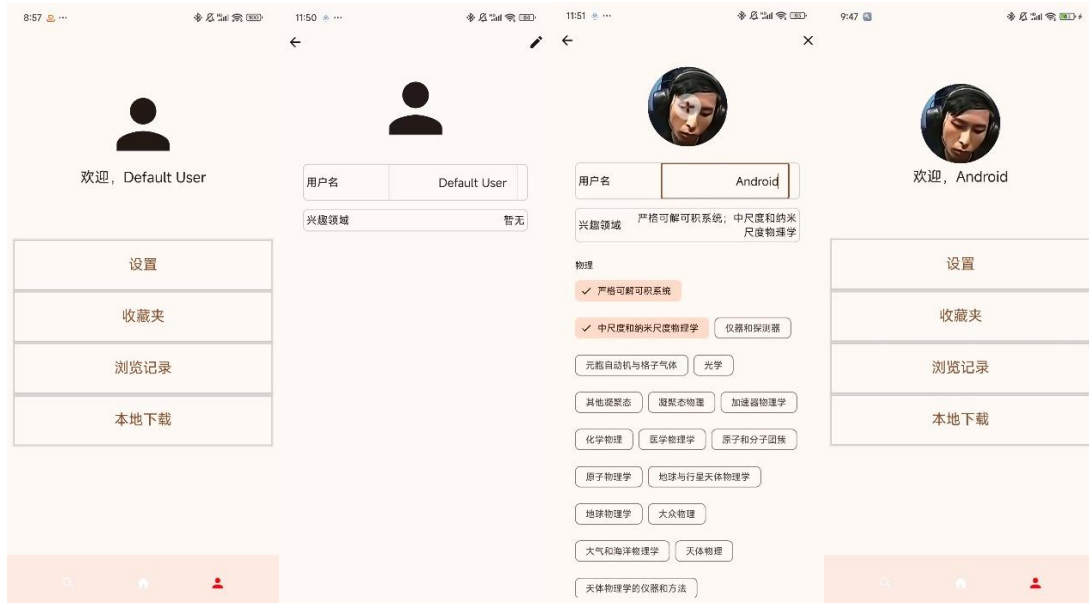 8:57
欢迎，Default User
设置
收藏夹
浏览记录
本地下载
11:50
用户名 Default User
兴趣领域 暂无
11:51
用户名 Android
兴趣领域 严格可解可积系统；中尺度和纳米尺度物理学
物理
严格可解可积系统
中尺度和纳米尺度物理学 仪器和探测器
元胞自动机与格子气体 光学
其他凝聚态 凝聚态物理 加速器物理学
化学物理 医学物理学 原子和分子团簇
原子物理学 地球与行星天体物理学
地球物理学 大众物理
大气和海洋物理学 天体物理
天体物理学的仪器和方法
9:47
欢迎，Android
设置
收藏夹
浏览记录
本地下载